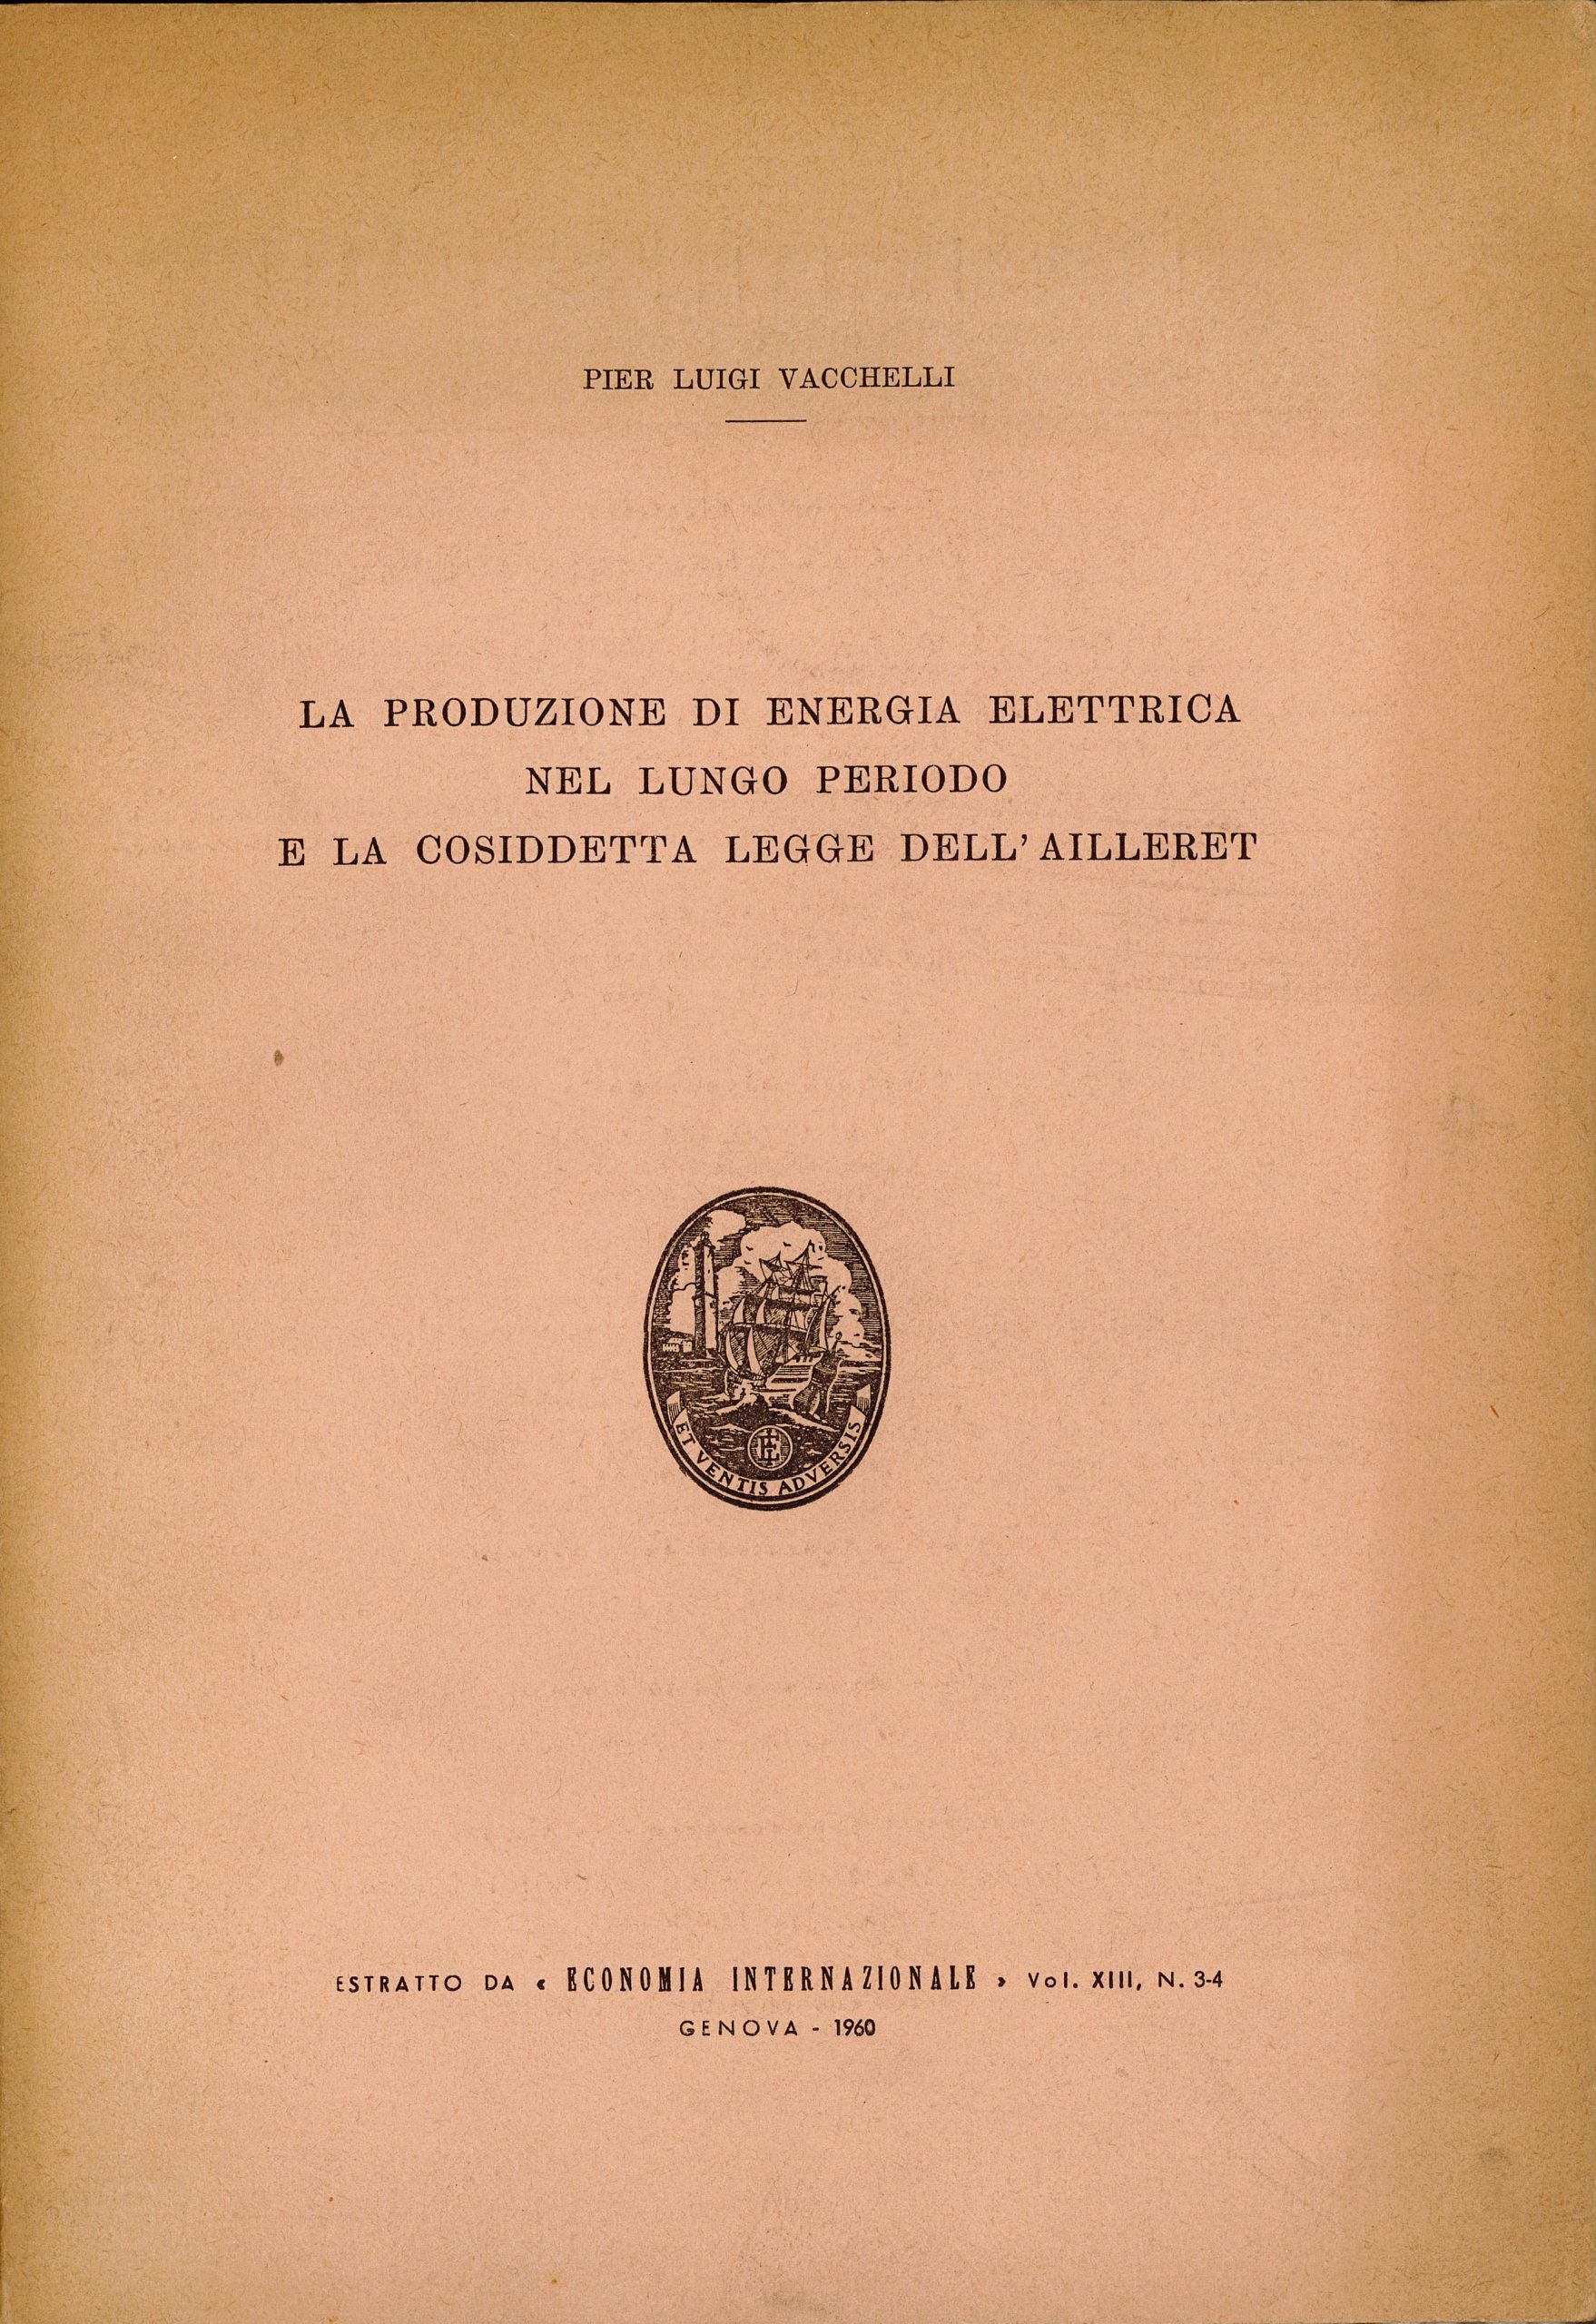 PIER LUIGI VACCHELLI
LA PRODUZIONE DI ENERGIA ELETTRICA
NEL LUNGO PERIODO
E LA COSIDDETTA LEGGE DELL' AILLERET
ET VENTIS ADVERSIS
ESTRATTO DA « ECONOMIA INTERNAZIONALE » Vol. XIII, N. 3-4
GENOVA - 1960